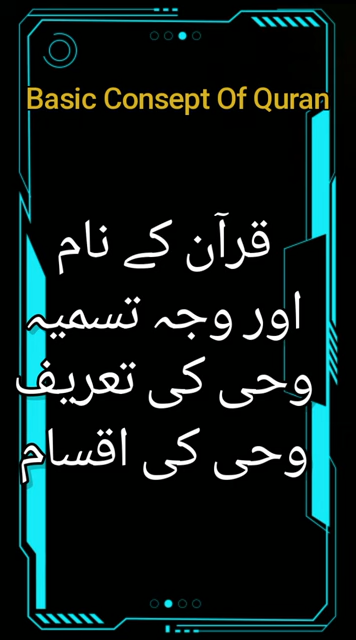 Basic Consept Of Quran
قرآن کے نام
اور وجہ تسمیہ
وحی کی تعریف
وحی کی اقسام